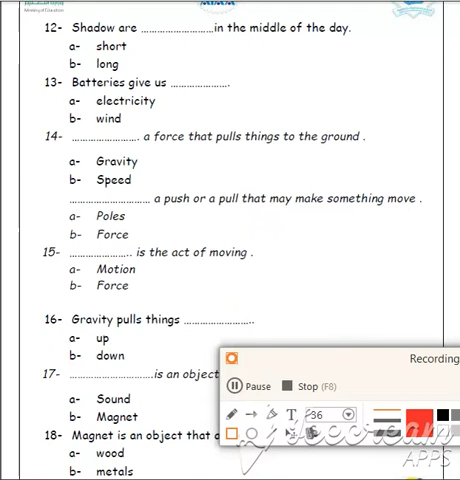 Ministry of Education
12- Shadow are ..............................in the middle of the day.
a- short
b- long
13- Batteries give us .........................
a- electricity
b- wind
14- ............................. a force that pulls things to the ground .
a- Gravity
b- Speed
................................. a push or a pull that may make something move .
a- Poles
b- Force
15- .......................... is the act of moving .
a- Motion
b- Force
16- Gravity pulls things ...........................
a- up
b- down
17- ...................................is an object
Recording
Pause Stop (F8)
T 36
a- Sound
b- Magnet
18- Magnet is an object that
Icecream
APPS
a- wood
b- metals